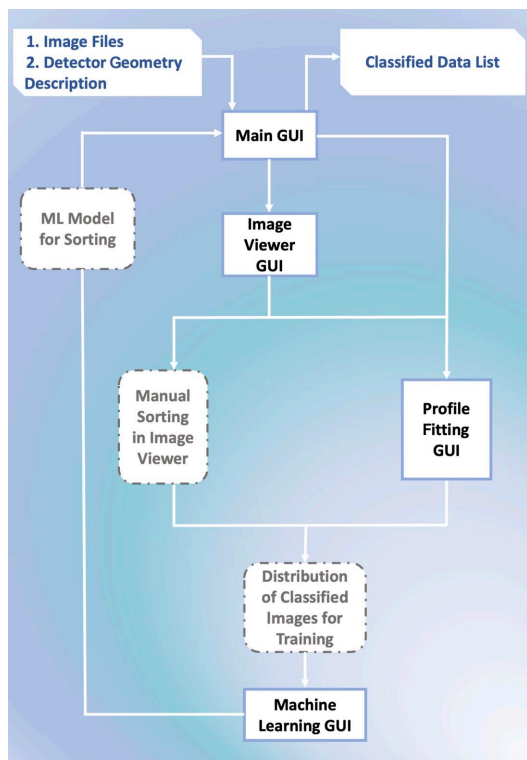 1. Image Files
2. Detector Geometry
Description
Classified Data List
Main GUI
ML Model
for Sorting
Image
Viewer
GUI
Manual
Sorting
in Image
Viewer
Profile
Fitting
GUI
Distribution
of Classified
Images for
Training
Machine
Learning GUI